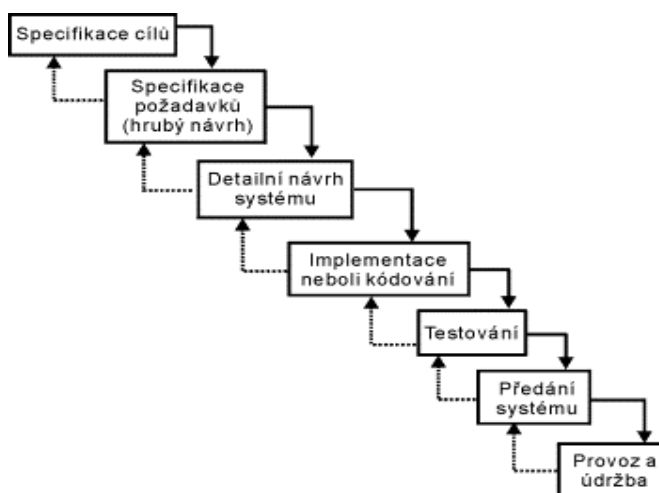 Specifikace cílů
Specifikace
požadavků
(hrubý návrh)
Detailní návrh
systému
Implementace
neboli kódování
Testování
Předání
systému
Provoz a
údržba